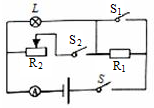 L S₁
S₂
R₂ R₁
A S